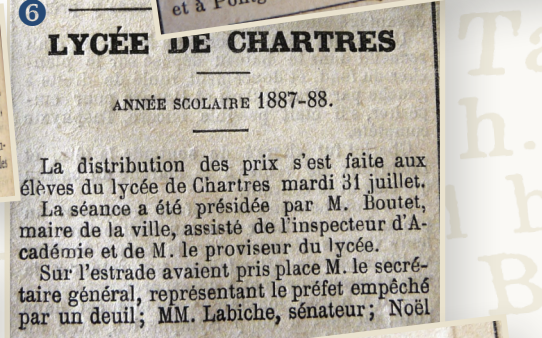 6
et à
LYCÉE DE CHARTRES
ANNÉE SCOLAIRE 1887-88.
La distribution des prix s'est faite aux
élèves du lycée de Chartres mardi 31 juillet.
La séance a été présidée par M. Boutet,
maire de la ville, assisté de l'inspecteur d'A-
cadémie et de M. le proviseur du lycée.
Sur l'estrade avaient pris place M. le secré-
taire général, représentant le préfet empêché
par un deuil; MM. Labiche, sénateur; Noël